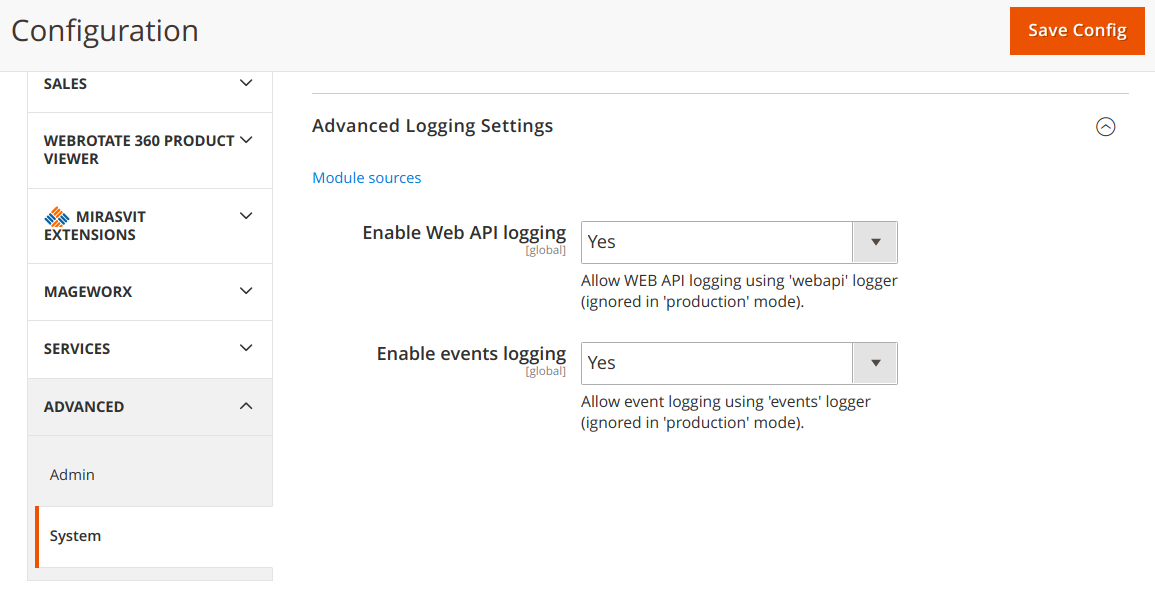 Configuration
Save Config
SALES
WEBROTATE 360 PRODUCT
VIEWER
MIRASVIT
EXTENSIONS
MAGEWORX
SERVICES
ADVANCED
Admin
System
Advanced Logging Settings
Module sources
Enable Web API logging
[global]
Yes
Allow WEB API logging using 'webapi' logger
(ignored in 'production' mode).
Enable events logging
[global]
Yes
Allow event logging using 'events' logger
(ignored in 'production' mode).